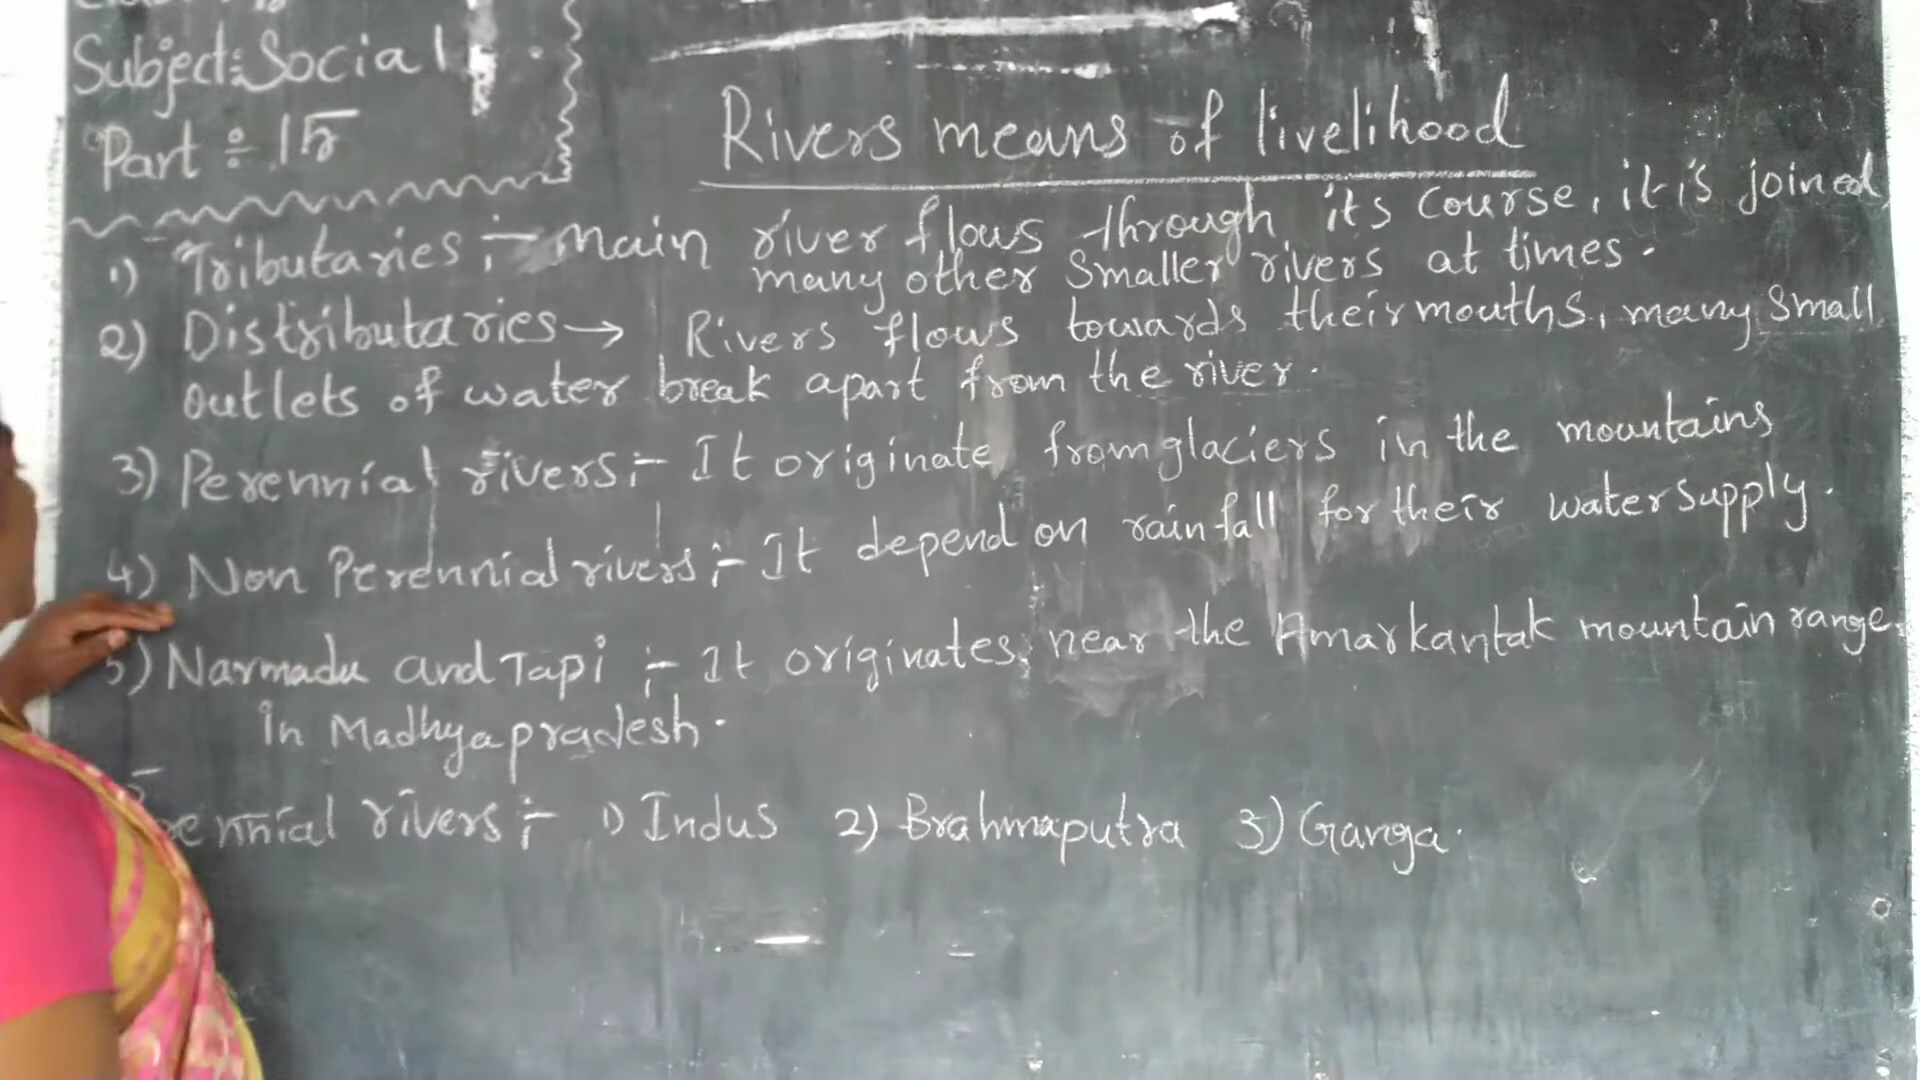 Subject: Social
Part ÷ 15
Rivers means of livelihood
1) Tributaries :- Main river flows through its course, it is joined
many other Smaller rivers at times.
2) Distributaries → Rivers flows towards their mouths, many Small
outlets of water break apart from the river.
3) Perennial rivers :- It originate from glaciers in the mountains
4) Non Perennial rivers :- It depend on rainfall for their water supply.
5) Narmada and Tapi :- It originates near the Amarkantak mountain range.
in Madhyapradesh.
rennial rivers :- 1) Indus 2) Brahmaputra 3) Ganga.